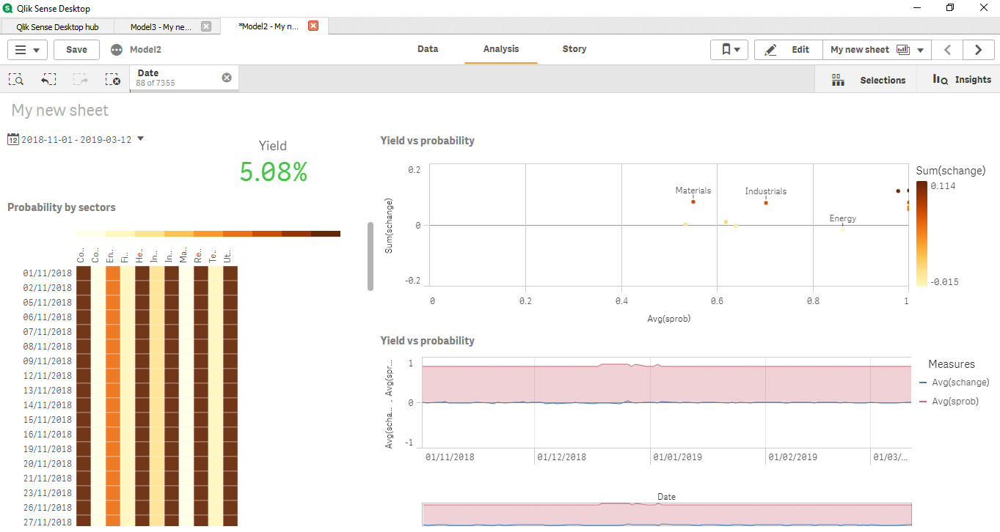 Qlik Sense Desktop
Qlik Sense Desktop hub
Model3 - My ne...
*Model2 - My n...
Save
Model2
Data
Analysis
Story
Edit
My new sheet
Date
88 of 7355
Selections
Insights
My new sheet
12
2018-11-01 - 2019-03-12
Yield
5.08%
Probability by sectors
Co..
Co..
En..
Fi..
He..
In..
In..
Ma..
Re..
Te..
Ut..
01/11/2018
02/11/2018
05/11/2018
06/11/2018
07/11/2018
08/11/2018
09/11/2018
12/11/2018
13/11/2018
14/11/2018
15/11/2018
16/11/2018
19/11/2018
20/11/2018
21/11/2018
23/11/2018
26/11/2018
27/11/2018
Yield vs probability
Sum(schange)
0.2
0
-0.2
Materials
Industrials
Energy
0
0.2
0.4
0.6
0.8
1
Avg(sprob)
Sum(schange)
0.114
-0.015
Yield vs probability
Avg(scha... , Avg(spr...
1
0
-1
01/11/2018
01/12/2018
01/01/2019
01/02/2019
01/03/...
Date
Measures
Avg(schange)
Avg(sprob)